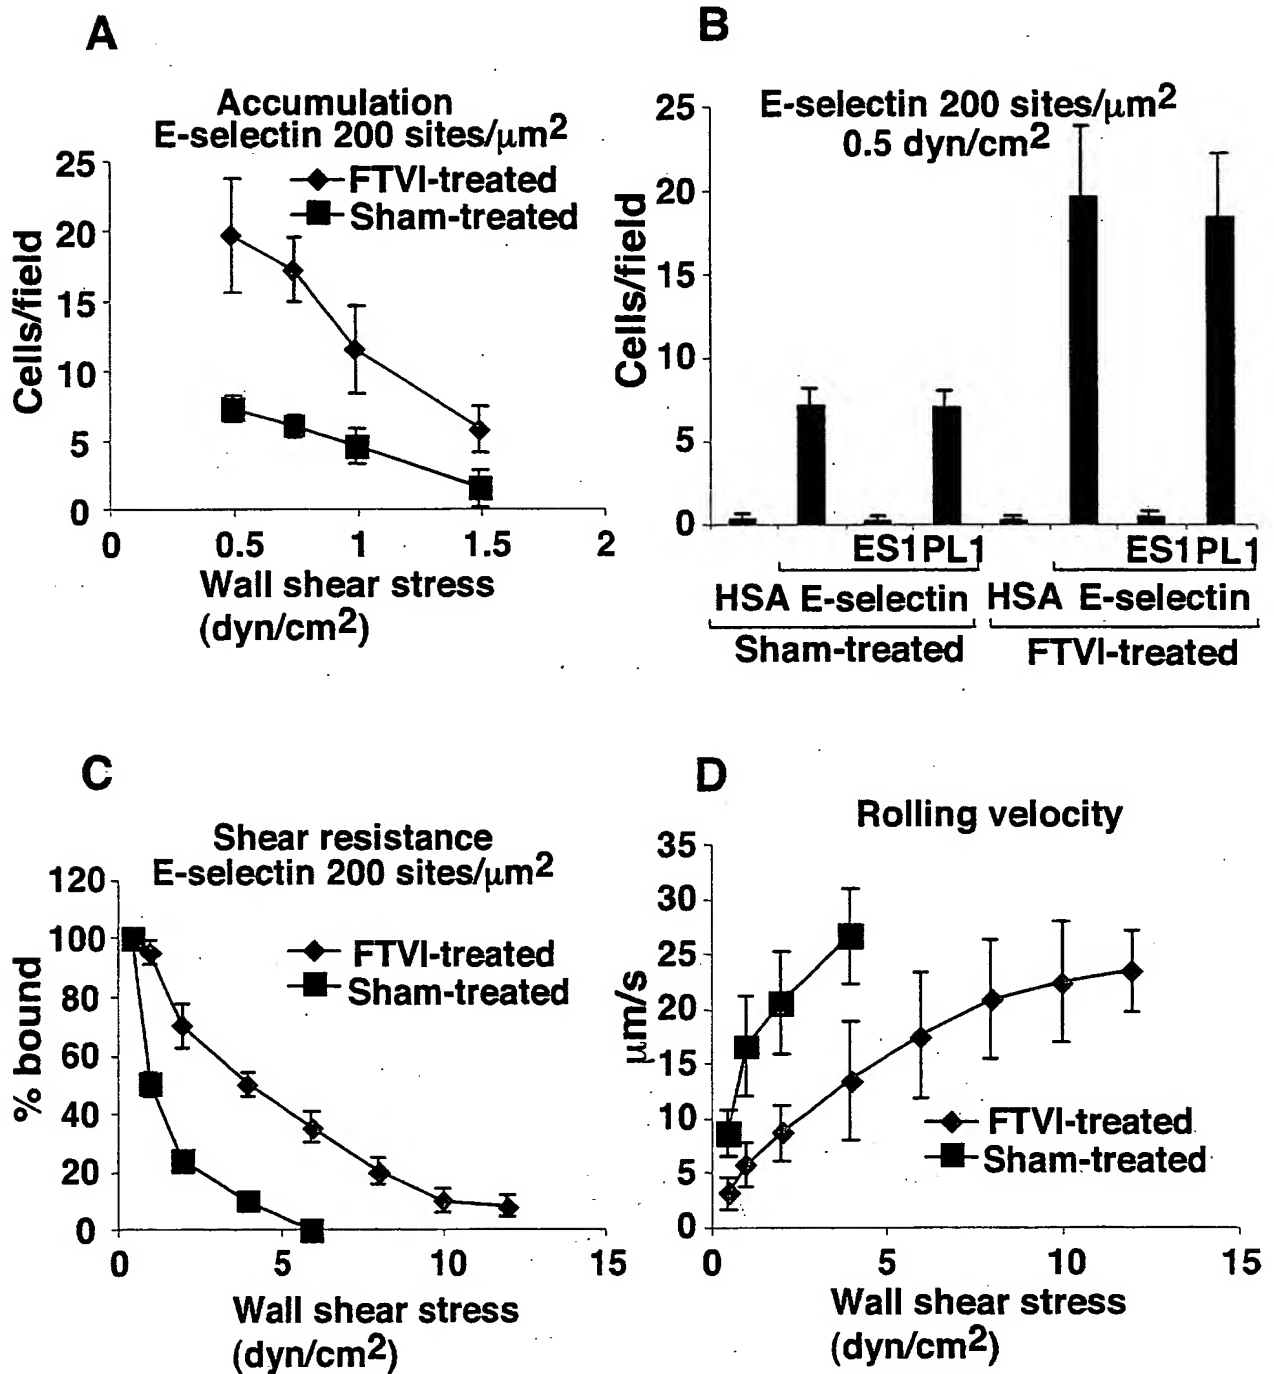 A
Accumulation
E-selectin 200 sites/μm2
FTVI-treated
Sham-treated
25
20
15
10
5
0
Cells/field
0 0.5 1 1.5 2
Wall shear stress
(dyn/cm2)
B
E-selectin 200 sites/μm2
0.5 dyn/cm2
25
20
15
10
5
0
Cells/field
ES1 PL1 ES1 PL1
HSA E-selectin HSA E-selectin
Sham-treated FTVI-treated
C
Shear resistance
E-selectin 200 sites/μm2
120
100
80
60
40
20
0
% bound
FTVI-treated
Sham-treated
0 5 10 15
Wall shear stress
(dyn/cm2)
D
Rolling velocity
35
30
25
20
15
10
5
0
μm/s
FTVI-treated
Sham-treated
0 5 10 15
Wall shear stress
(dyn/cm2)